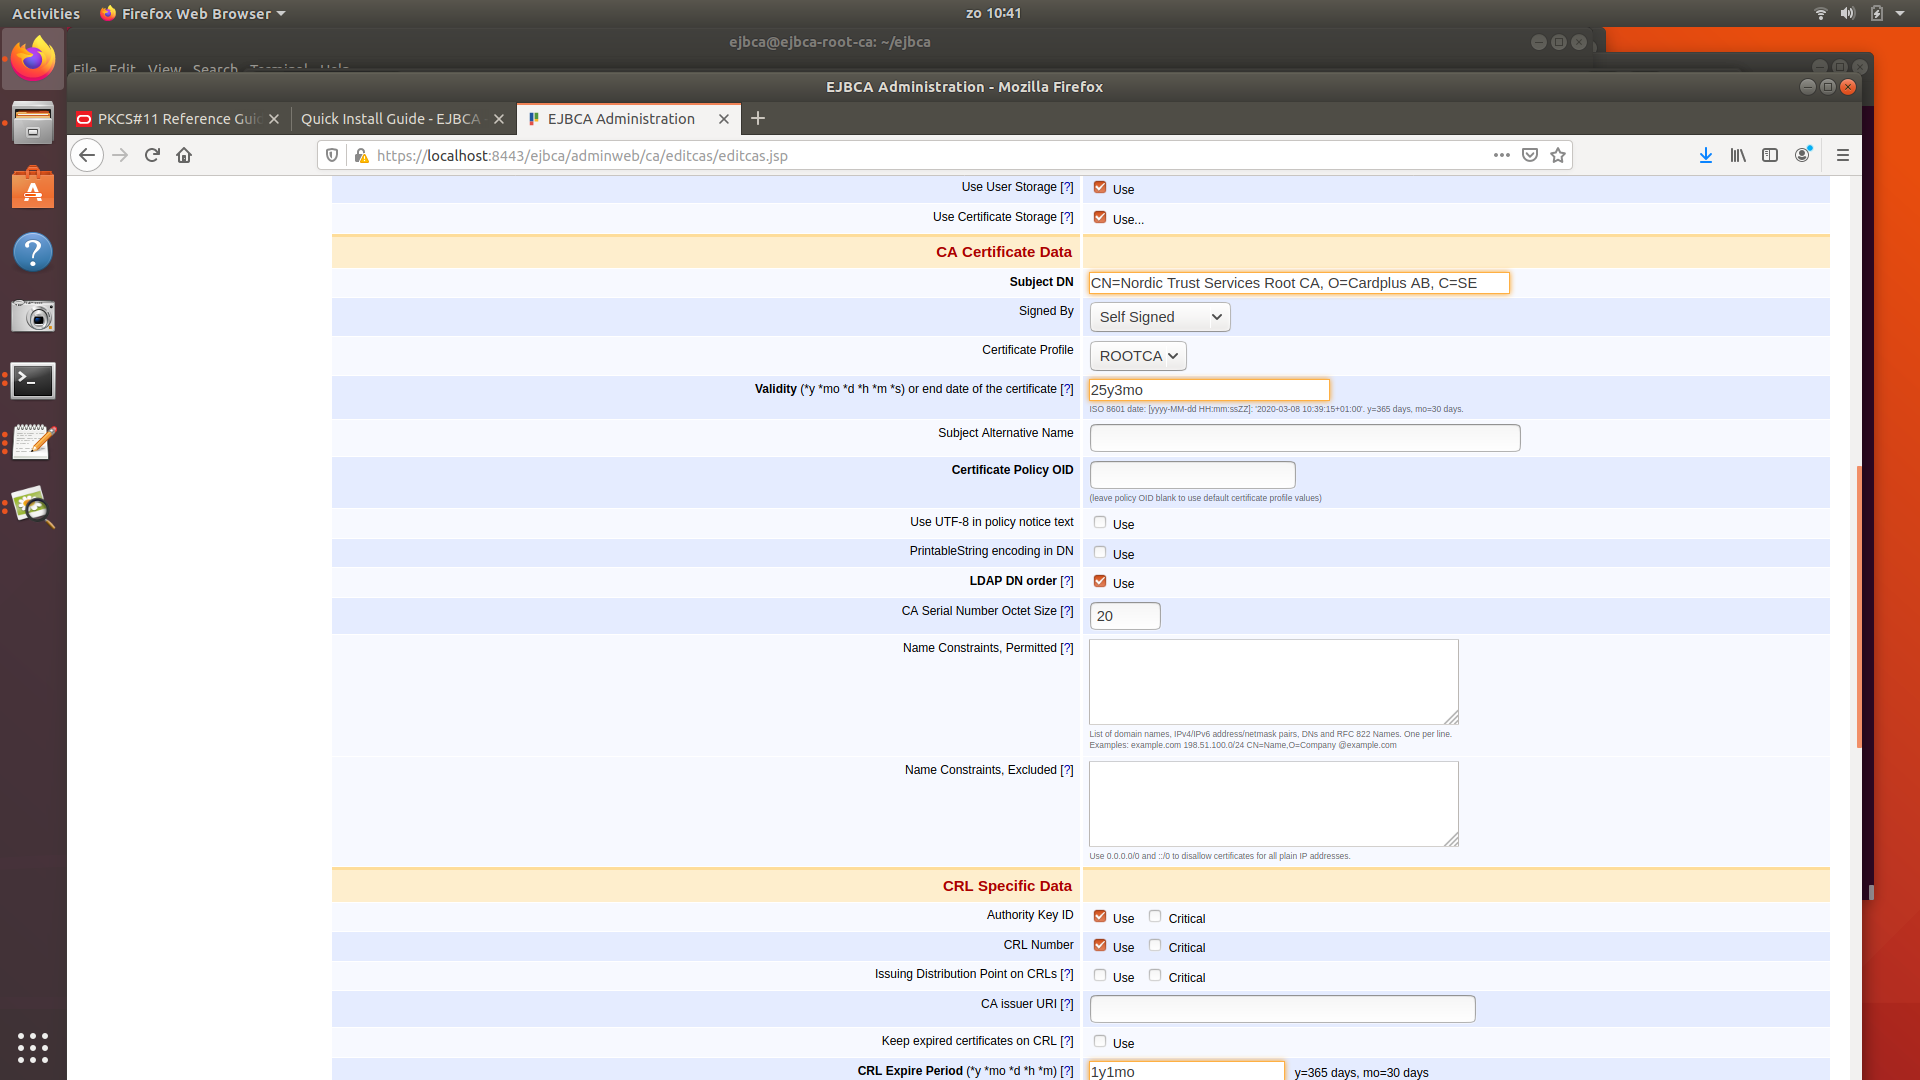 Activities Firefox Web Browser zo 10:41
ejbca@ejbca-root-ca: ~/ejbca
File Edit View Search Terminal Help
EJBCA Administration - Mozilla Firefox
PKCS#11 Reference Guid Quick Install Guide - EJBCA - EJBCA Administration
https://localhost:8443/ejbca/adminweb/ca/editcas/editcas.jsp
Use User Storage [?] Use
Use Certificate Storage [?] Use...
CA Certificate Data
Subject DN CN=Nordic Trust Services Root CA, O=Cardplus AB, C=SE
Signed By Self Signed
Certificate Profile ROOTCA
Validity (*y *mo *d *h *m *s) or end date of the certificate [?] 25y3mo
ISO 8601 date: [yyyy-MM-dd HH:mm:ssZZ]: '2020-03-08 10:39:15+01:00'. y=365 days, mo=30 days.
Subject Alternative Name
Certificate Policy OID
(leave policy OID blank to use default certificate profile values)
Use UTF-8 in policy notice text Use
PrintableString encoding in DN Use
LDAP DN order [?] Use
CA Serial Number Octet Size [?] 20
Name Constraints, Permitted [?]
List of domain names, IPv4/IPv6 address/netmask pairs, DNs and RFC 822 Names. One per line.
Examples: example.com 198.51.100.0/24 CN=Name,O=Company @example.com
Name Constraints, Excluded [?]
Use 0.0.0.0/0 and ::/0 to disallow certificates for all plain IP addresses.
CRL Specific Data
Authority Key ID Use Critical
CRL Number Use Critical
Issuing Distribution Point on CRLs [?] Use Critical
CA issuer URI [?]
Keep expired certificates on CRL [?] Use
CRL Expire Period (*y *mo *d *h *m) [?] 1y1mo y=365 days, mo=30 days